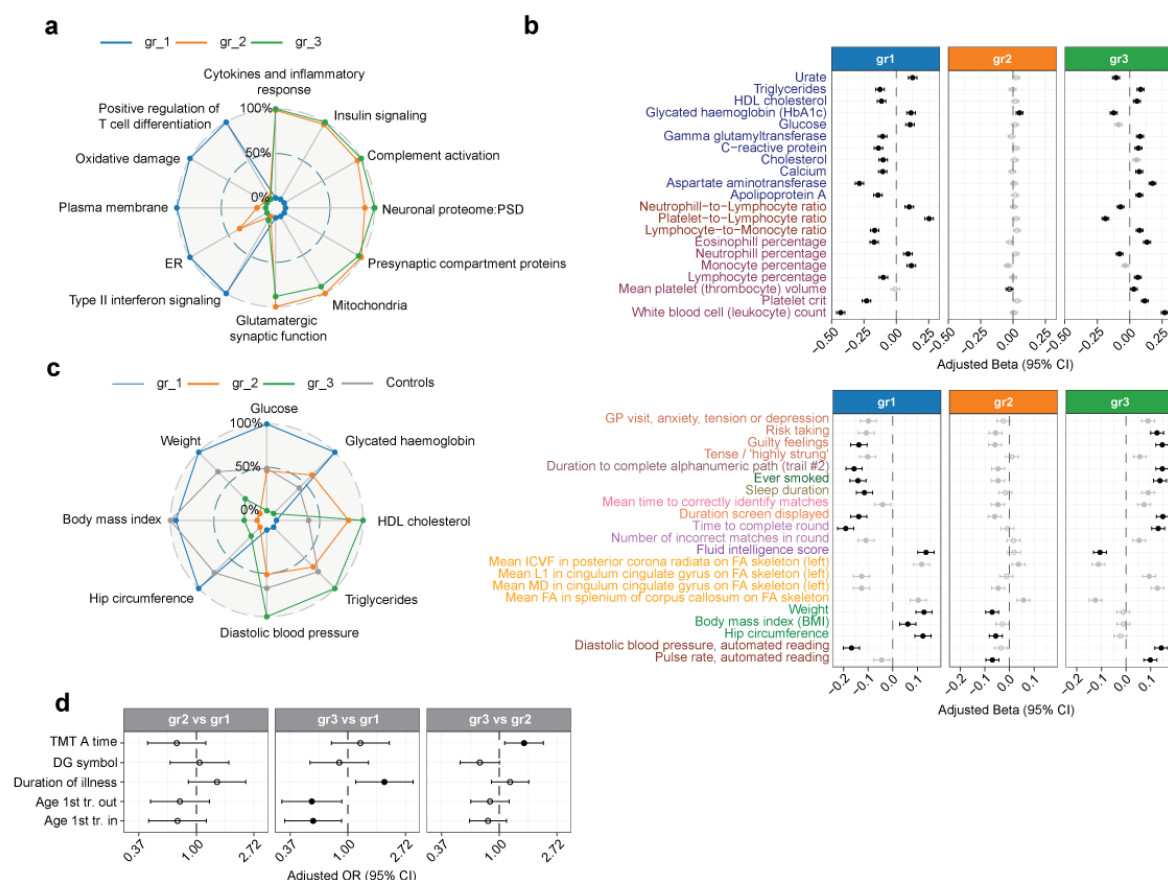 a
gr_1 gr_2 gr_3
Cytokines and inflammatory
response
Positive regulation of
T cell differentiation
Insulin signaling
Oxidative damage
Complement activation
Plasma membrane
Neuronal proteome:PSD
ER
Presynaptic compartment proteins
Type II interferon signaling
Mitochondria
Glutamatergic
synaptic function
100%
50%
0%
b
gr1 gr2 gr3
Urate
Triglycerides
HDL cholesterol
Glycated haemoglobin (HbA1c)
Glucose
Gamma glutamyltransferase
C−reactive protein
Cholesterol
Calcium
Aspartate aminotransferase
Apolipoprotein A
Neutrophill−to−Lymphocyte ratio
Platelet−to−Lymphocyte ratio
Lymphocyte−to−Monocyte ratio
Eosinophill percentage
Neutrophil percentage
Monocyte percentage
Lymphocyte percentage
Mean platelet (thrombocyte) volume
Platelet crit
White blood cell (leukocyte) count
−0.50 −0.25 0.00 0.25 −0.50 −0.25 0.00 0.25 −0.50 −0.25 0.00 0.25
Adjusted Beta (95% CI)
gr1 gr2 gr3
GP visit, anxiety, tension or depression
Risk taking
Guilty feelings
Tense / 'highly strung'
Duration to complete alphanumeric path (trail #2)
Ever smoked
Sleep duration
Mean time to correctly identify matches
Duration screen displayed
Time to complete round
Number of incorrect matches in round
Fluid intelligence score
Mean ICVF in posterior corona radiata on FA skeleton (left)
Mean L1 in cingulum cingulate gyrus on FA skeleton (left)
Mean MD in cingulum cingulate gyrus on FA skeleton (left)
Mean FA in splenium of corpus callosum on FA skeleton
Weight
Body mass index (BMI)
Hip circumference
Diastolic blood pressure, automated reading
Pulse rate, automated reading
−0.2 −0.1 0.0 0.1 −0.2 −0.1 0.0 0.1 −0.2 −0.1 0.0 0.1
Adjusted Beta (95% CI)
c
gr_1 gr_2 gr_3 Controls
Glucose
Weight
Glycated haemoglobin
Body mass index
HDL cholesterol
Hip circumference
Triglycerides
Diastolic blood pressure
100%
50%
0%
d
gr2 vs gr1 gr3 vs gr1 gr3 vs gr2
TMT A time
DG symbol
Duration of illness
Age 1st tr. out
Age 1st tr. in
0.37 1.00 2.72 0.37 1.00 2.72 0.37 1.00 2.72
Adjusted OR (95% CI)